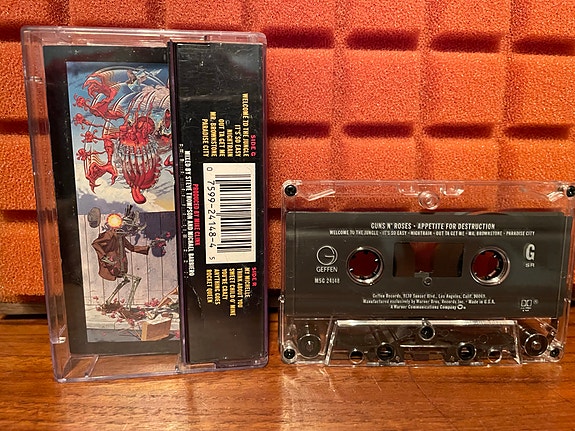 SIDE G
WELCOME TO THE JUNGLE
IT'S SO EASY
NIGHTRAIN
OUT TA GET ME
MR. BROWNSTONE
PARADISE CITY
PRODUCED BY MIKE CLINK
MIXED BY STEVE THOMPSON AND MICHAEL BARBIERO
0 7599-24148-4 5
SIDE R
MY MICHELLE
THINK ABOUT YOU
SWEET CHILD O' MINE
YOU'RE CRAZY
ANYTHING GOES
ROCKET QUEEN
GUNS N' ROSES · APPETITE FOR DESTRUCTION
WELCOME TO THE JUNGLE · IT'S SO EASY · NIGHTRAIN · OUT TA GET ME · MR. BROWNSTONE · PARADISE CITY
GEFFEN
M5G 24148
G
SR
Geffen Records, 9130 Sunset Blvd., Los Angeles, Calif. 90069.
Manufactured exclusively by Warner Bros. Records, Inc. · Made in U.S.A.
A Warner Communications Company